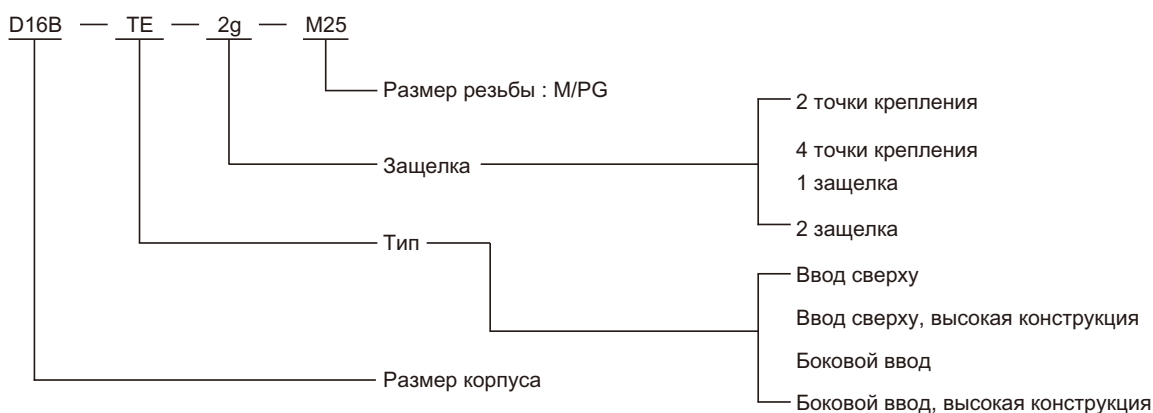 D16B — TE — 2g — M25
Размер резьбы : M/PG
2 точки крепления
4 точки крепления
Защелка
1 защелка
2 защелка
Тип
Ввод сверху
Ввод сверху, высокая конструкция
Боковой ввод
Размер корпуса
Боковой ввод, высокая конструкция